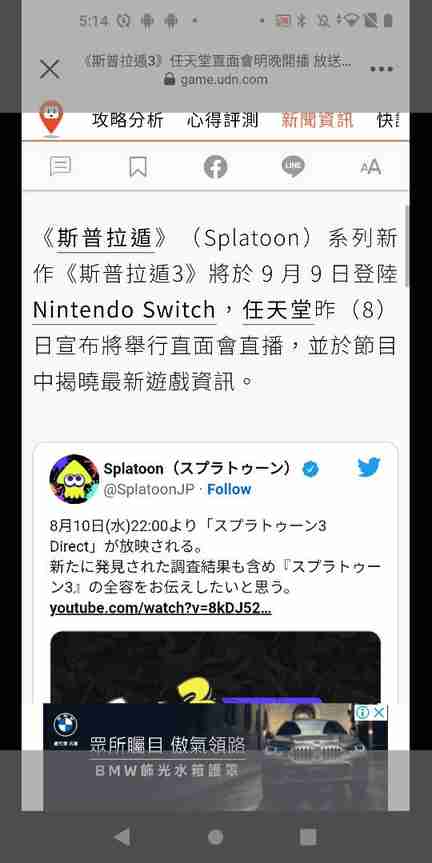 5:14
《斯普拉遁3》任天堂直面會明晚開播 放送...
game.udn.com
攻略分析 心得評測 新聞資訊 快
LINE
AA
《斯普拉遁》（Splatoon）系列新
作《斯普拉遁3》將於 9 月 9 日登陸
Nintendo Switch，任天堂昨（8）
日宣布將舉行直面會直播，並於節目
中揭曉最新遊戲資訊。
Splatoon（スプラトゥーン）
@SplatoonJP · Follow
8月10日(水)22:00より「スプラトゥーン3
Direct」が放映される。
新たに発見された調査結果も含め『スプラトゥー
ン3』の全容をお伝えしたいと思う。
youtube.com/watch?v=8kDJ52...
BMW
眾所矚目 傲氣領路
BMW飾光水箱護罩